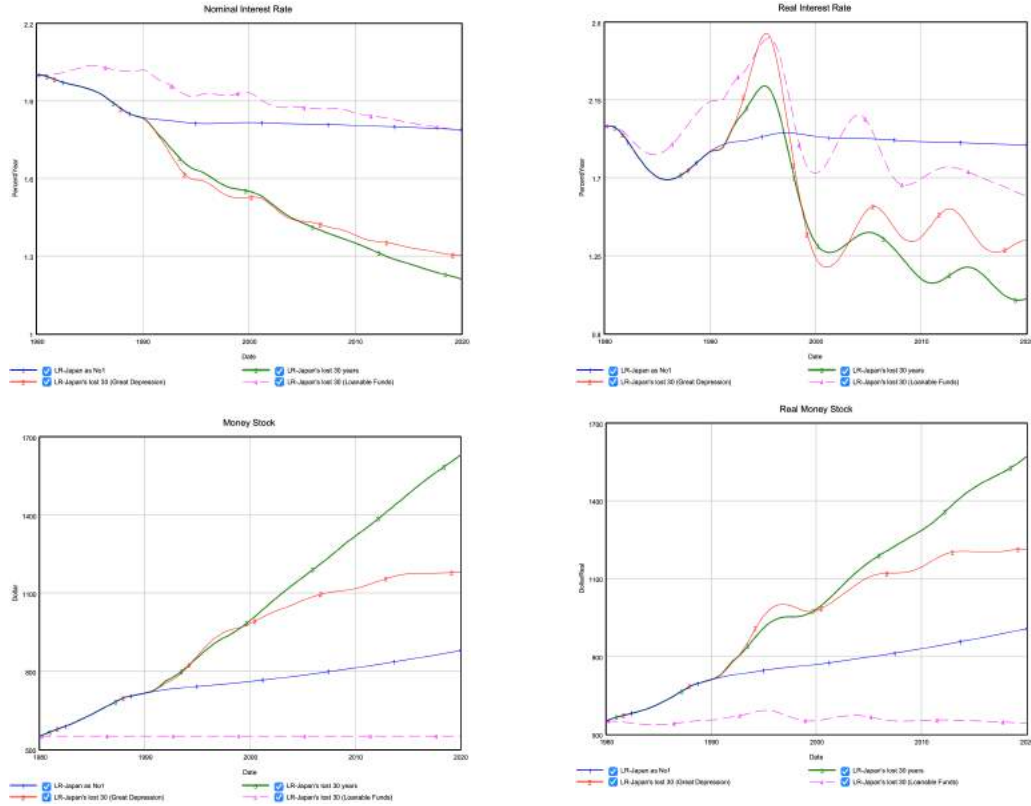 Nominal Interest Rate
2.2
1.9
1.6
1.3
1
Percent/Year
1980 1990 2000 2010 2020
Date
LR-Japan as No1
LR-Japan's lost 30 years
LR-Japan's lost 30 (Great Depression)
LR-Japan's lost 30 (Loanable Funds)
Real Interest Rate
2.6
2.15
1.7
1.25
0.8
Percent/Year
1980 1990 2000 2010 2020
Date
LR-Japan as No1
LR-Japan's lost 30 years
LR-Japan's lost 30 (Great Depression)
LR-Japan's lost 30 (Loanable Funds)
Money Stock
1700
1400
1100
800
500
Dollar
1980 1990 2000 2010 2020
Date
LR-Japan as No1
LR-Japan's lost 30 years
LR-Japan's lost 30 (Great Depression)
LR-Japan's lost 30 (Loanable Funds)
Real Money Stock
1700
1400
1100
800
500
Dollar/Real
1980 1990 2000 2010 2020
Date
LR-Japan as No1
LR-Japan's lost 30 years
LR-Japan's lost 30 (Great Depression)
LR-Japan's lost 30 (Loanable Funds)